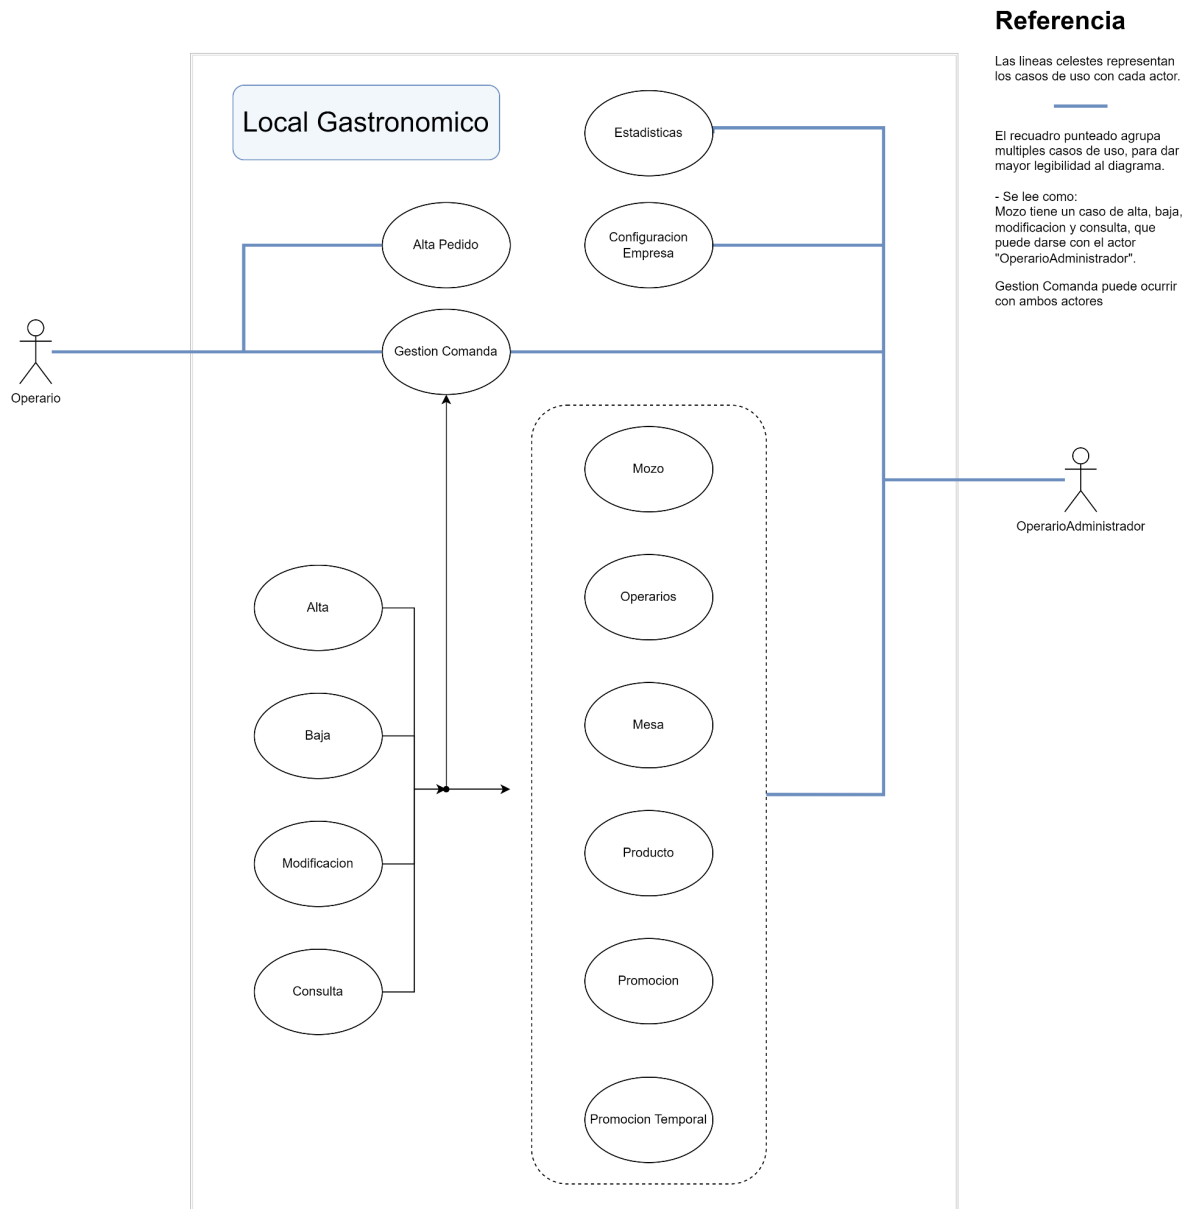 Referencia
Las lineas celestes representan
los casos de uso con cada actor.
El recuadro punteado agrupa
multiples casos de uso, para dar
mayor legibilidad al diagrama.
- Se lee como:
Mozo tiene un caso de alta, baja,
modificacion y consulta, que
puede darse con el actor
"OperarioAdministrador".
Gestion Comanda puede ocurrir
con ambos actores
Local Gastronomico
Estadisticas
Alta Pedido
Configuracion
Empresa
Gestion Comanda
Operario
Mozo
OperarioAdministrador
Operarios
Alta
Mesa
Baja
Producto
Modificacion
Promocion
Consulta
Promocion Temporal